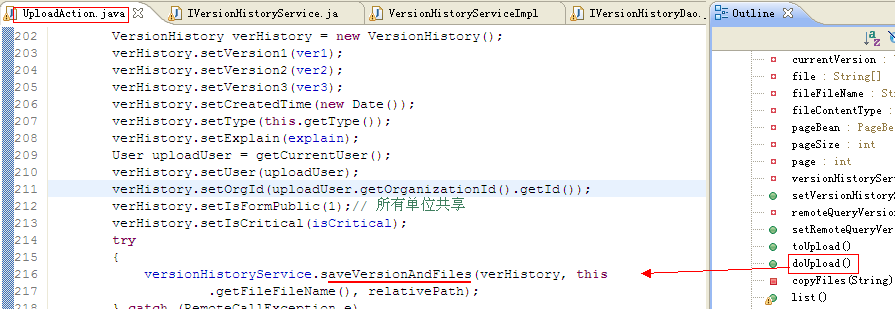 UploadAction.java
IVersionHistoryService.ja
VersionHistoryServiceImpl
IVersionHistoryDao.
Outline
202 VersionHistory verHistory = new VersionHistory();
203 verHistory.setVersion1(ver1);
204 verHistory.setVersion2(ver2);
205 verHistory.setVersion3(ver3);
206 verHistory.setCreatedTime(new Date());
207 verHistory.setType(this.getType());
208 verHistory.setExplain(explain);
209 User uploadUser = getCurrentUser();
210 verHistory.setUser(uploadUser);
211 verHistory.setOrgId(uploadUser.getOrganizationId().getId());
212 verHistory.setIsFormPublic(1);// 所有单位共享
213 verHistory.setIsCritical(isCritical);
214 try
215 {
216 versionHistoryService.saveVersionAndFiles(verHistory, this
217 .getFileFileName(), relativePath);
218 } catch (RemoteCallException e)
currentVersion :
file : String[]
fileFileName : Str
fileContentType :
pageBean : PageBe
pageSize : int
page : int
versionHistorySer
setVersionHistoryS
remoteQueryVersion
setRemoteQueryVer
toUpload()
doUpload()
copyFiles(String)
list()